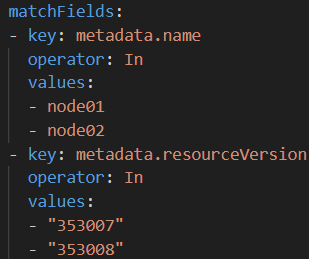 matchFields:
- key: metadata.name
  operator: In
  values:
  - node01
  - node02
- key: metadata.resourceVersion
  operator: In
  values:
  - "353007"
  - "353008"